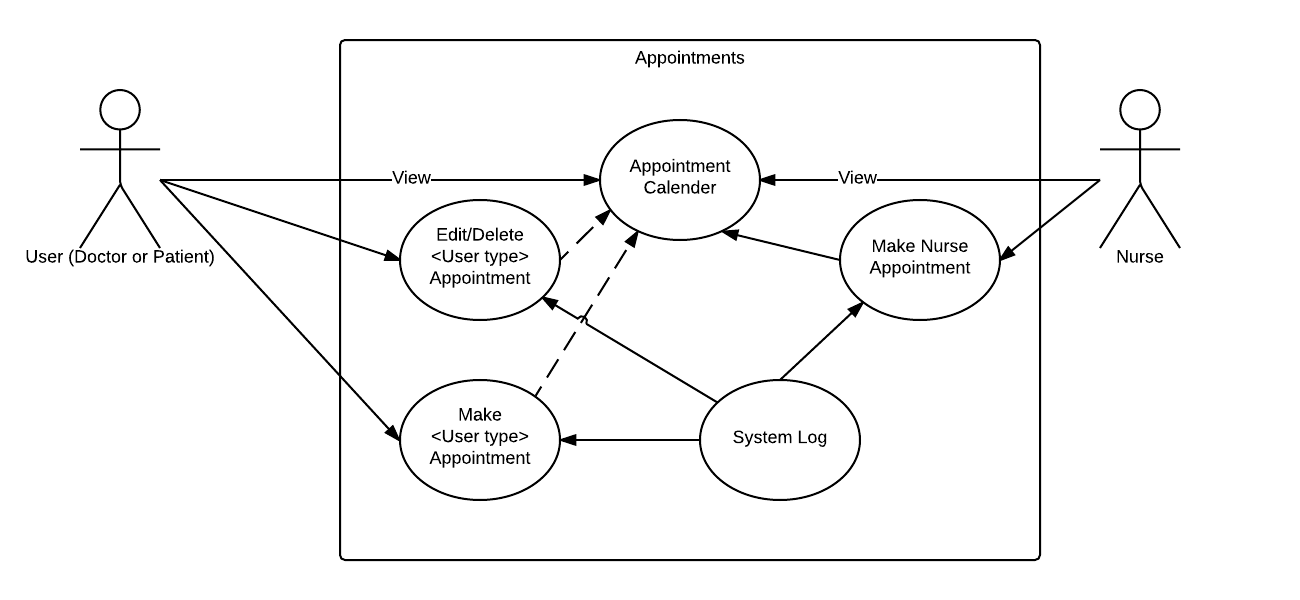 Appointments
Appointment
Calender
View
View
Edit/Delete
<User type>
Appointment
Make Nurse
Appointment
User (Doctor or Patient)
Nurse
Make
<User type>
Appointment
System Log